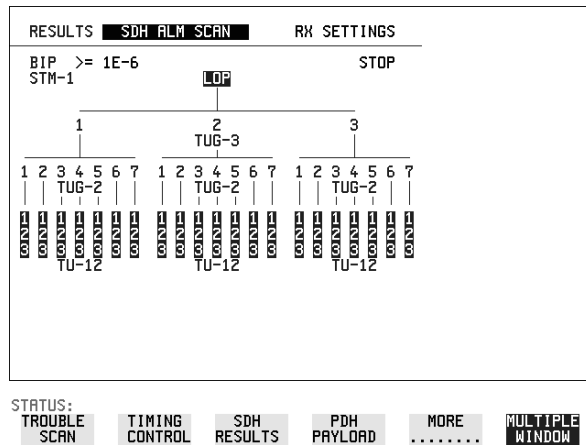 RESULTS SDH ALM SCAN RX SETTINGS
BIP >= 1E-6 STOP
STM-1 LOP
1 2 3
TUG-3
1 2 3 4 5 6 7 1 2 3 4 5 6 7 1 2 3 4 5 6 7
TUG-2 TUG-2 TUG-2
1 1 1 1 1 1 1 1 1 1 1 1 1 1 1 1 1 1 1 1 1
2 2 2 2 2 2 2 2 2 2 2 2 2 2 2 2 2 2 2 2 2
3 3 3 3 3 3 3 3 3 3 3 3 3 3 3 3 3 3 3 3 3
TU-12 TU-12 TU-12
STATUS:
TROUBLE TIMING SDH PDH MORE MULTIPLE
SCAN CONTROL RESULTS PAYLOAD ........ WINDOW